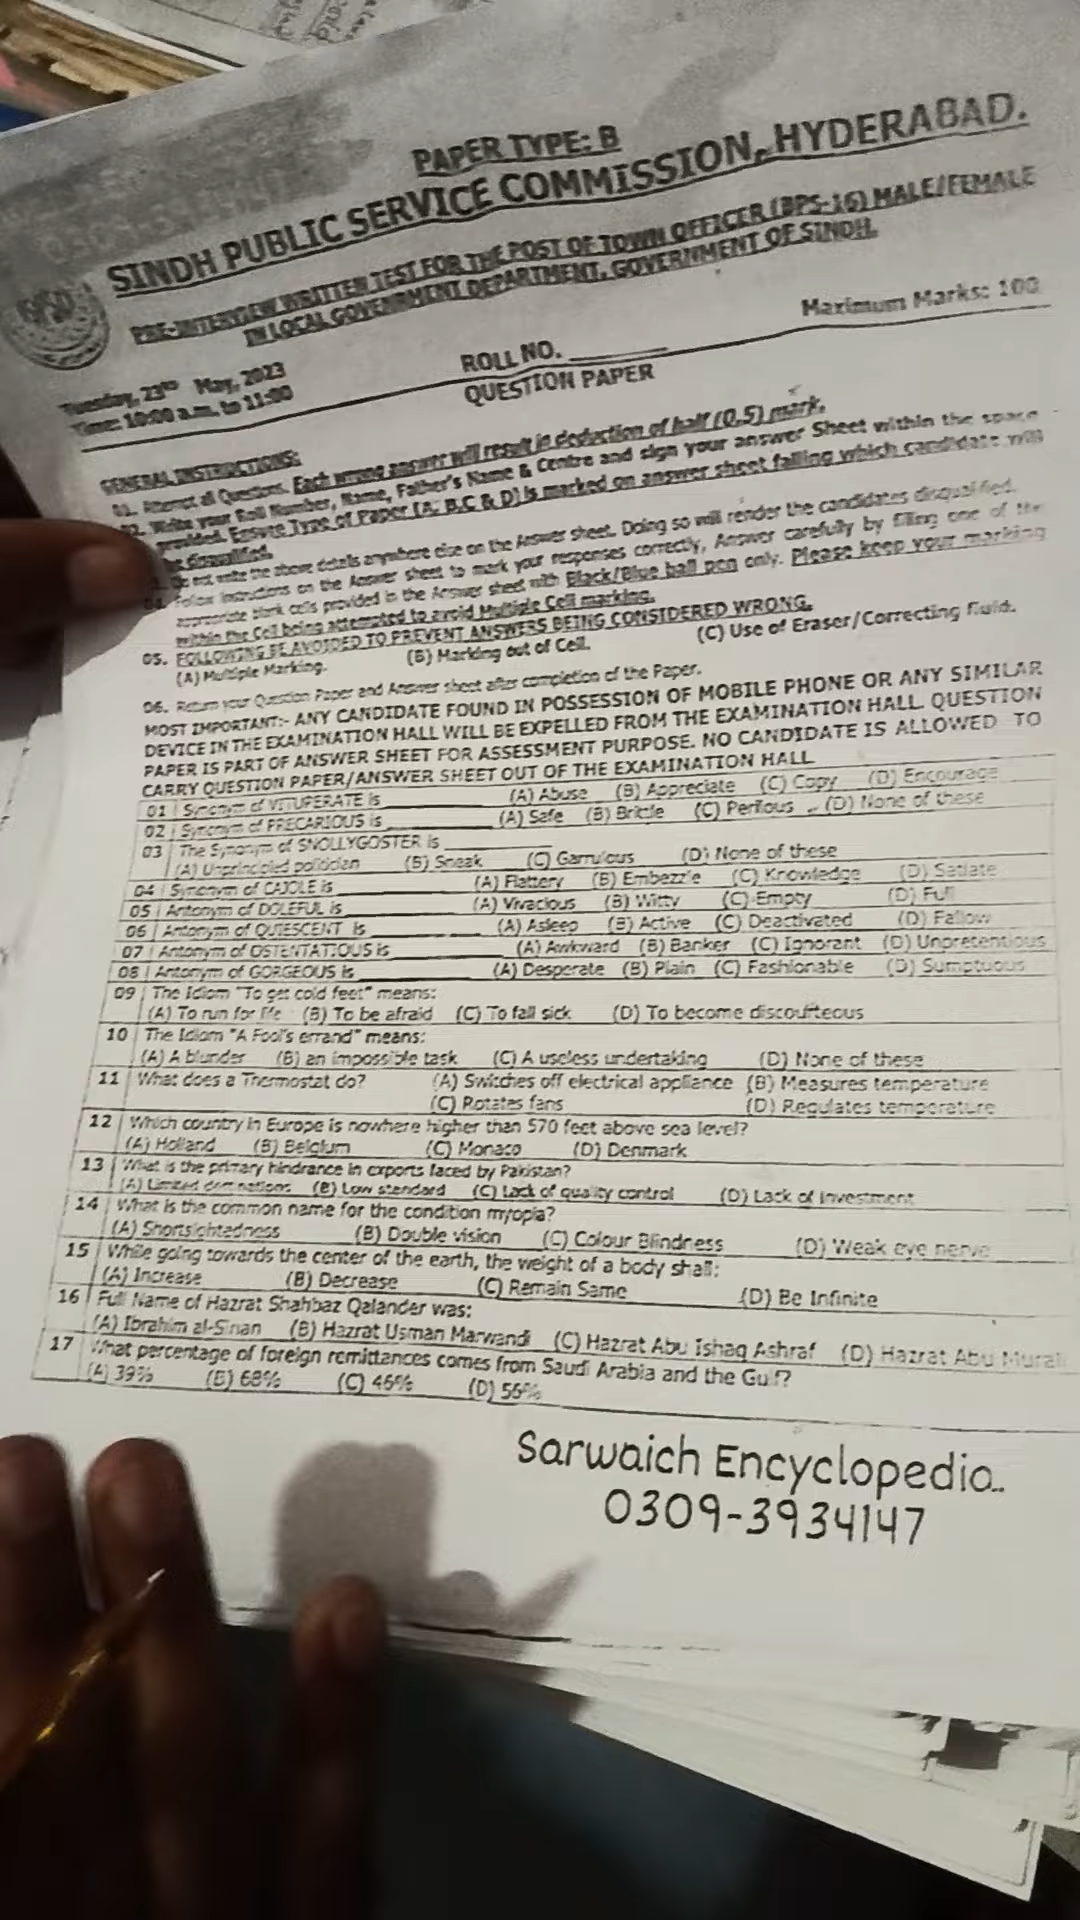 PAPER TYPE: B
SINDH PUBLIC SERVICE COMMISSION, HYDERABAD.
PRE-INTERVIEW WRITTEN TEST FOR THE POST OF TOWN OFFICER (BPS-16) MALE/FEMALE
IN LOCAL GOVERNMENT DEPARTMENT, GOVERNMENT OF SINDH.
Maximum Marks: 100
Tuesday, 23rd May, 2023
Time: 10:00 a.m. to 11:00
ROLL NO.
QUESTION PAPER
GENERAL INSTRUCTIONS:
01. Attempt all Questions. Each wrong answer will result in deduction of half (0.5) mark.
02. Write your Roll Number, Name, Father's Name & Centre and sign your answer Sheet within the space
provided. Ensure Type of Paper (A, B,C & D) is marked on answer sheet failing which candidate will
be disqualified.
Do not write the above details anywhere else on the Answer sheet. Doing so will render the candidates disqualified.
04. Follow Instructions on the Answer sheet to mark your responses correctly, Answer carefully by filling one of the
appropriate blank cells provided in the Answer sheet with Black/Blue ball pen only. Please keep your marking
within the Cell being attempted to avoid Multiple Cell marking.
05. FOLLOWING BE AVOIDED TO PREVENT ANSWERS BEING CONSIDERED WRONG.
(A) Multiple Marking. (B) Marking out of Cell. (C) Use of Eraser/Correcting fluid.
06. Return your Question Paper and Answer sheet after completion of the Paper.
MOST IMPORTANT:- ANY CANDIDATE FOUND IN POSSESSION OF MOBILE PHONE OR ANY SIMILAR
DEVICE IN THE EXAMINATION HALL WILL BE EXPELLED FROM THE EXAMINATION HALL. QUESTION
PAPER IS PART OF ANSWER SHEET FOR ASSESSMENT PURPOSE. NO CANDIDATE IS ALLOWED TO
CARRY QUESTION PAPER/ANSWER SHEET OUT OF THE EXAMINATION HALL
01 Synonym of VITUPERATE is (A) Abuse (B) Appreciate (C) Copy (D) Encourage
02 Synonym of PRECARIOUS is (A) Safe (B) Brittle (C) Perilous (D) None of these
03 The Synonym of SNOLLYGOSTER is
(A) Unprincipled politician (B) Sneak (C) Garrulous (D) None of these
04 Synonym of CAJOLE is (A) Flattery (B) Embezzle (C) Knowledge (D) Satiate
05 Antonym of DOLEFUL is (A) Vivacious (B) Witty (C) Empty (D) Full
06 Antonym of QUIESCENT is (A) Asleep (B) Active (C) Deactivated (D) Fallow
07 Antonym of OSTENTATIOUS is (A) Awkward (B) Banker (C) Ignorant (D) Unpretentious
08 Antonym of GORGEOUS is (A) Desperate (B) Plain (C) Fashionable (D) Sumptuous
09 The Idiom "To get cold feet" means:
(A) To run for life (B) To be afraid (C) To fall sick (D) To become discourteous
10 The Idiom "A Fool's errand" means:
(A) A blunder (B) an impossible task (C) A useless undertaking (D) None of these
11 What does a Thermostat do? (A) Switches off electrical appliance (B) Measures temperature
(C) Rotates fans (D) Regulates temperature
12 Which country in Europe is nowhere higher than 570 feet above sea level?
(A) Holland (B) Belgium (C) Monaco (D) Denmark
13 What is the primary hindrance in exports faced by Pakistan?
(A) Limited (B) Low standard (C) Lack of quality control (D) Lack of investment
14 What is the common name for the condition myopia?
(A) Shortsightedness (B) Double vision (C) Colour Blindness (D) Weak eye nerve
15 While going towards the center of the earth, the weight of a body shall:
(A) Increase (B) Decrease (C) Remain Same (D) Be Infinite
16 Full Name of Hazrat Shahbaz Qalander was:
(A) Ibrahim al-Sinan (B) Hazrat Usman Marwandi (C) Hazrat Abu Ishaq Ashraf (D) Hazrat Abu
17 What percentage of foreign remittances comes from Saudi Arabia and the Gulf?
(A) 39% (B) 68% (C) 46% (D) 56%
Sarwaich Encyclopedia..
0309-3934147